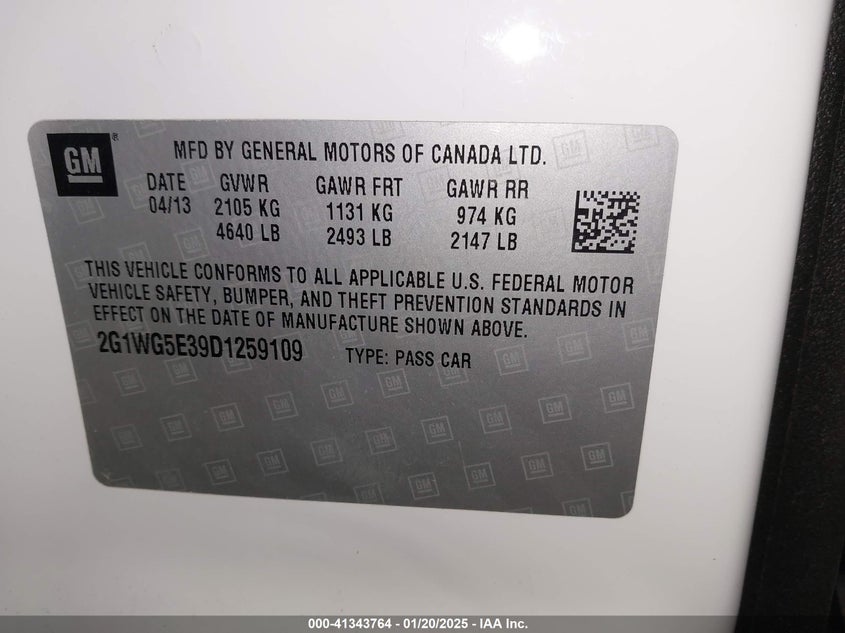 GM ®
MFD BY GENERAL MOTORS OF CANADA LTD.
DATE GVWR GAWR FRT GAWR RR
04/13 2105 KG 1131 KG 974 KG
4640 LB 2493 LB 2147 LB
THIS VEHICLE CONFORMS TO ALL APPLICABLE U.S. FEDERAL MOTOR
VEHICLE SAFETY, BUMPER, AND THEFT PREVENTION STANDARDS IN
EFFECT ON THE DATE OF MANUFACTURE SHOWN ABOVE.
2G1WG5E39D1259109 TYPE: PASS CAR
000-41343764 / 01/20/2025 - IAA Inc.